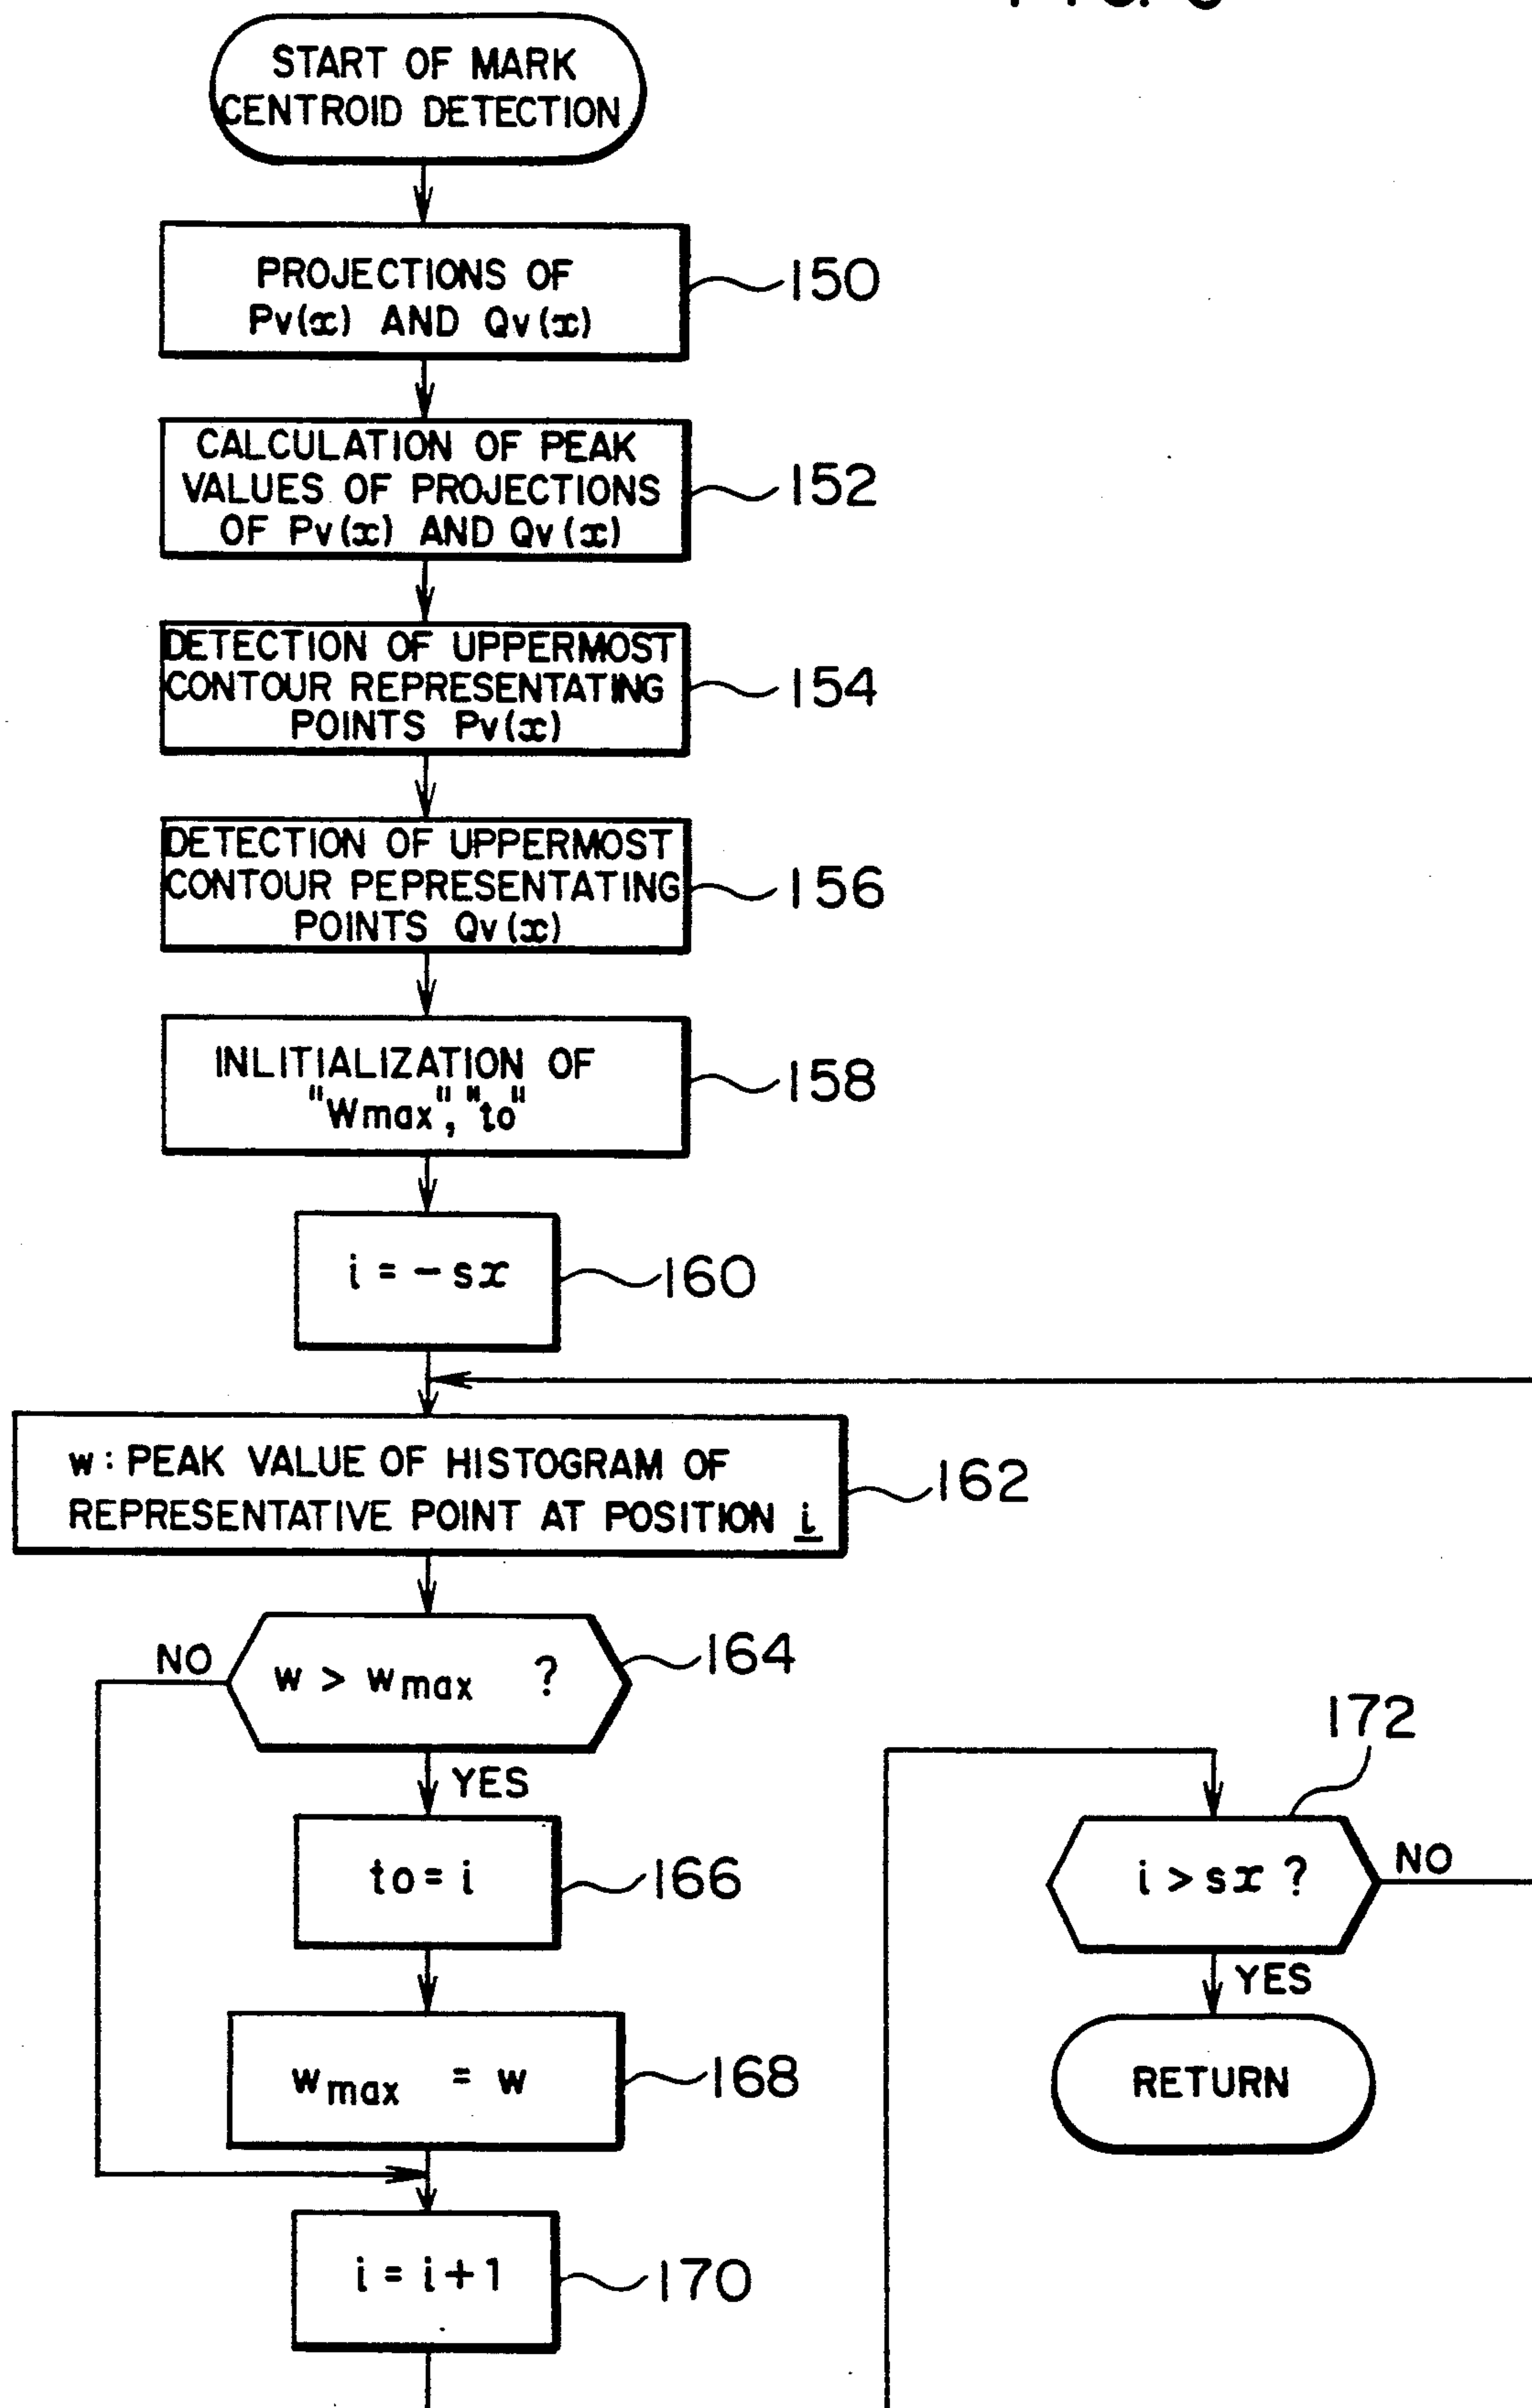 START OF MARK
CENTROID DETECTION
PROJECTIONS OF
Pv(x) AND Qv(x)
150
CALCULATION OF PEAK
VALUES OF PROJECTIONS
OF Pv(x) AND Qv(x)
152
DETECTION OF UPPERMOST
CONTOUR REPRESENTATING
POINTS Pv(x)
154
DETECTION OF UPPERMOST
CONTOUR PEPRESENTATING
POINTS Qv(x)
156
INLITIALIZATION OF
"Wmax", "to"
158
i = -sx
160
w: PEAK VALUE OF HISTOGRAM OF
REPRESENTATIVE POINT AT POSITION i
162
NO
w > wmax ?
164
YES
to = i
166
wmax = w
168
i = i+1
170
172
i > sx ?
NO
YES
RETURN